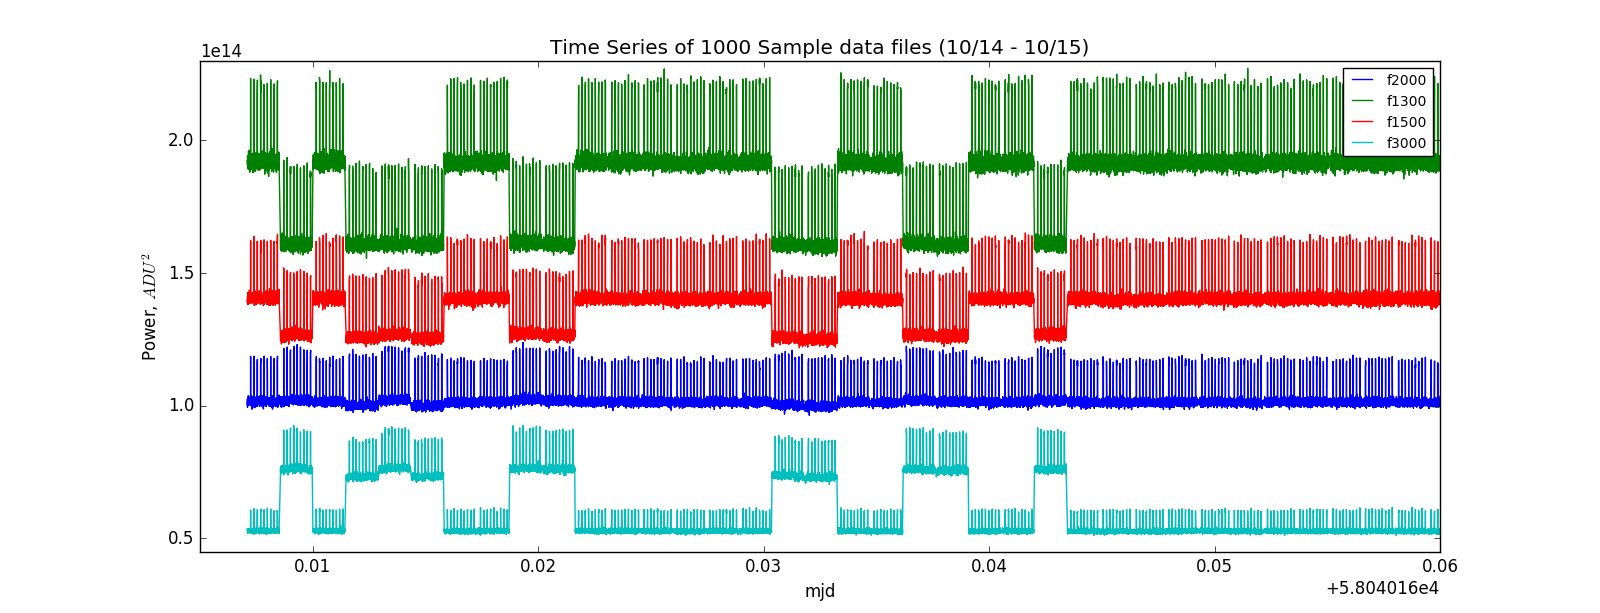 Time Series of 1000 Sample data files (10/14 - 10/15)
1e14
2.0
1.5
1.0
0.5
Power, ADU²
f2000
f1300
f1500
f3000
0.01
0.02
0.03
0.04
0.05
0.06
mjd
+5.804016e4